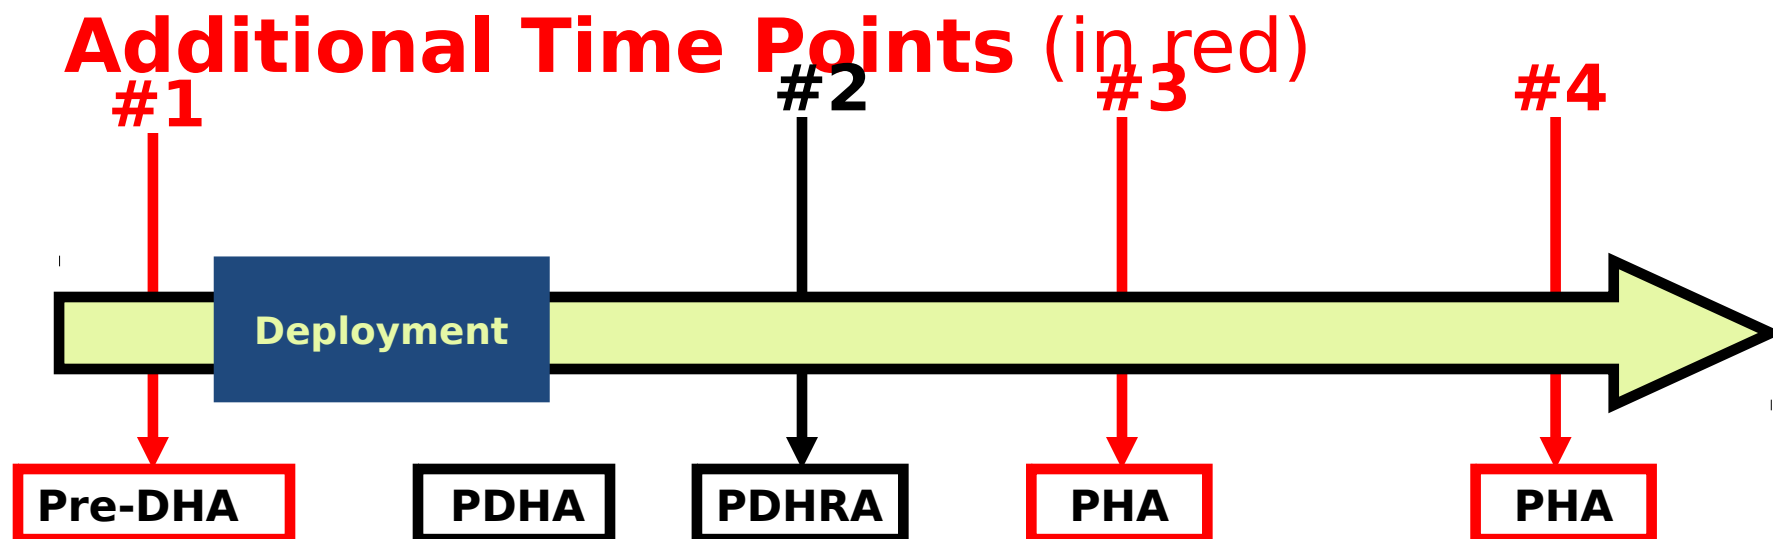 Additional Time Points (in red)
#1 #2 #3 #4
Deployment
Pre-DHA PDHA PDHRA PHA PHA